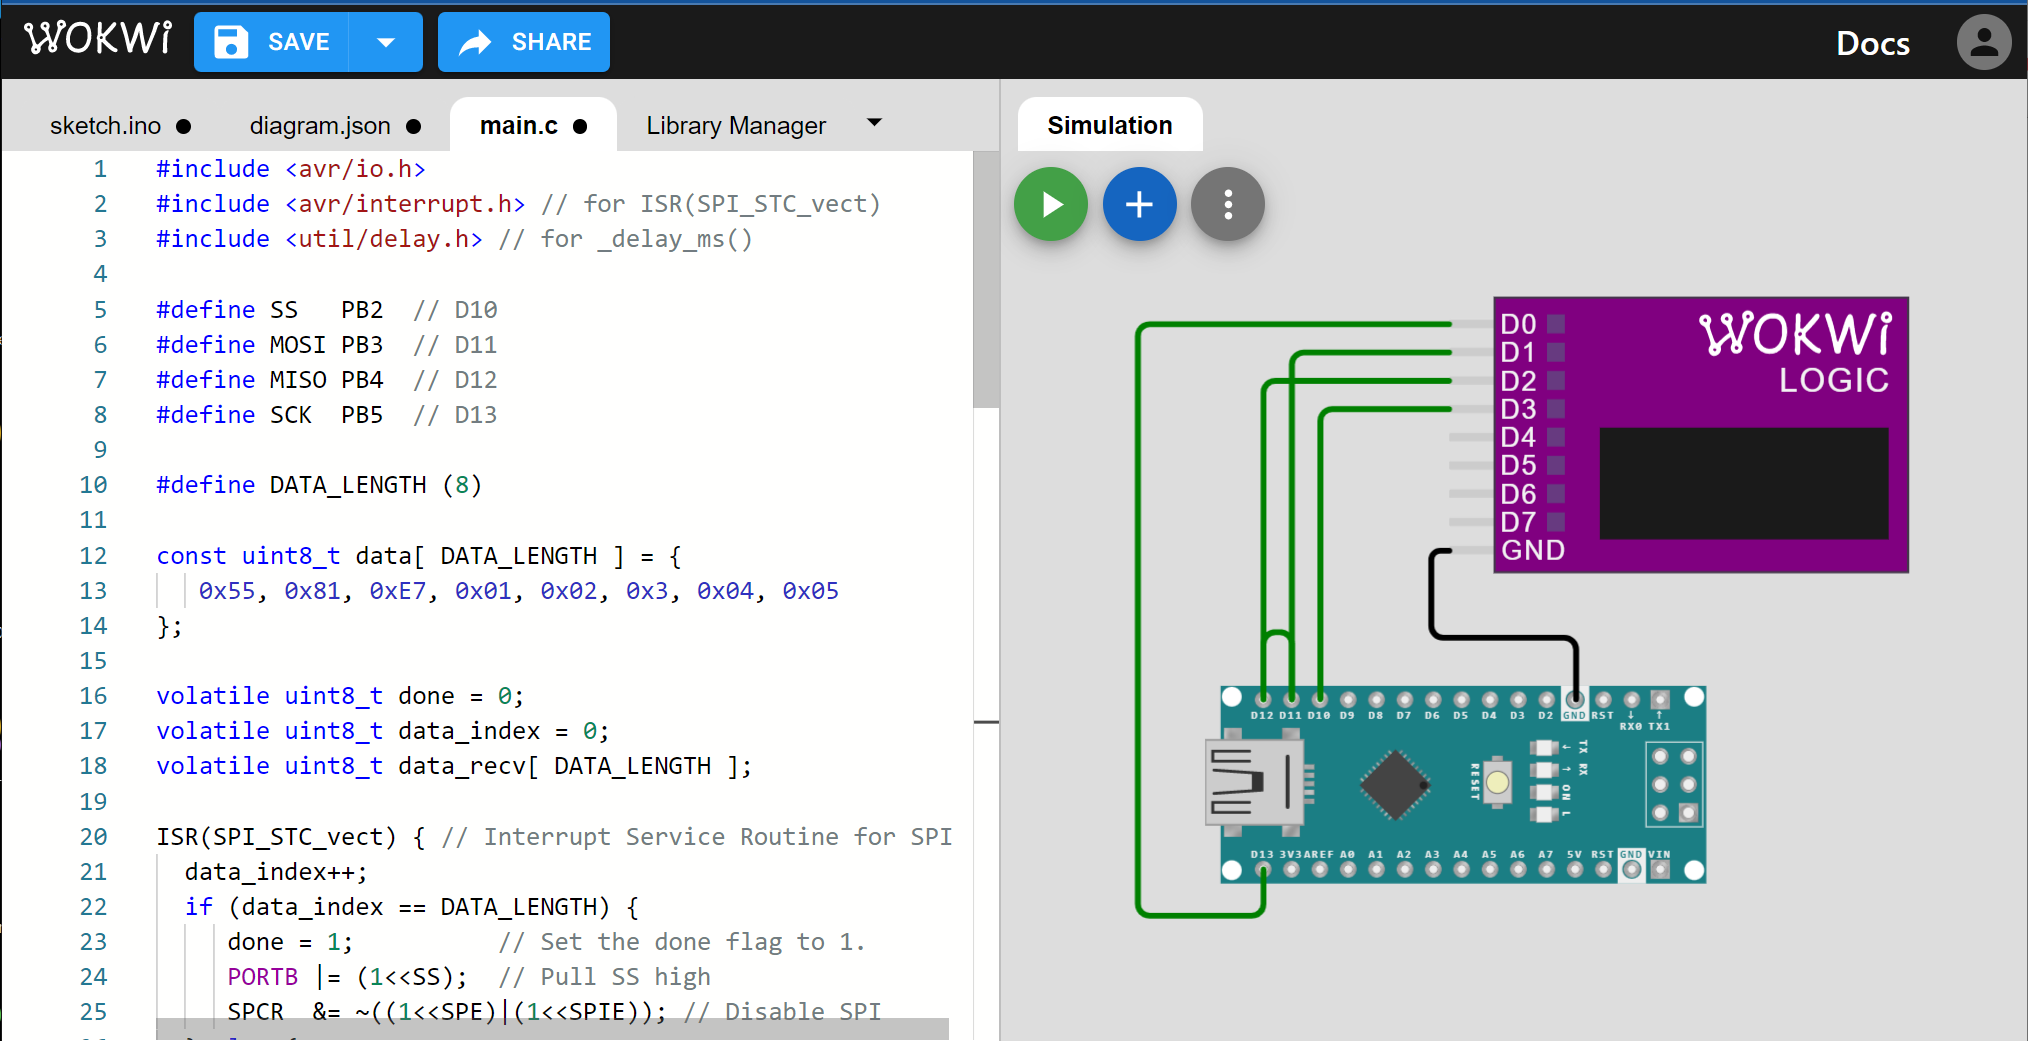 WOKWi SAVE SHARE Docs
sketch.ino ● diagram.json ● main.c ● Library Manager
Simulation
1 #include <avr/io.h>
2 #include <avr/interrupt.h> // for ISR(SPI_STC_vect)
3 #include <util/delay.h> // for _delay_ms()
4
5 #define SS   PB2  // D10
6 #define MOSI PB3  // D11
7 #define MISO PB4  // D12
8 #define SCK  PB5  // D13
9
10 #define DATA_LENGTH (8)
11
12 const uint8_t data[ DATA_LENGTH ] = {
13    0x55, 0x81, 0xE7, 0x01, 0x02, 0x3, 0x04, 0x05
14 };
15
16 volatile uint8_t done = 0;
17 volatile uint8_t data_index = 0;
18 volatile uint8_t data_recv[ DATA_LENGTH ];
19
20 ISR(SPI_STC_vect) { // Interrupt Service Routine for SPI
21   data_index++;
22   if (data_index == DATA_LENGTH) {
23      done = 1;          // Set the done flag to 1.
24      PORTB |= (1<<SS);  // Pull SS high
25      SPCR  &= ~((1<<SPE)|(1<<SPIE)); // Disable SPI
WOKWi
LOGIC
D0
D1
D2
D3
D4
D5
D6
D7
GND
D12 D11 D10 D9 D8 D7 D6 D5 D4 D3 D2 GND RST ↓ ↑
RX0 TX1
RESET
TX ←
RX →
ON
L
D13 3V3 AREF A0 A1 A2 A3 A4 A5 A6 A7 5V RST GND VIN